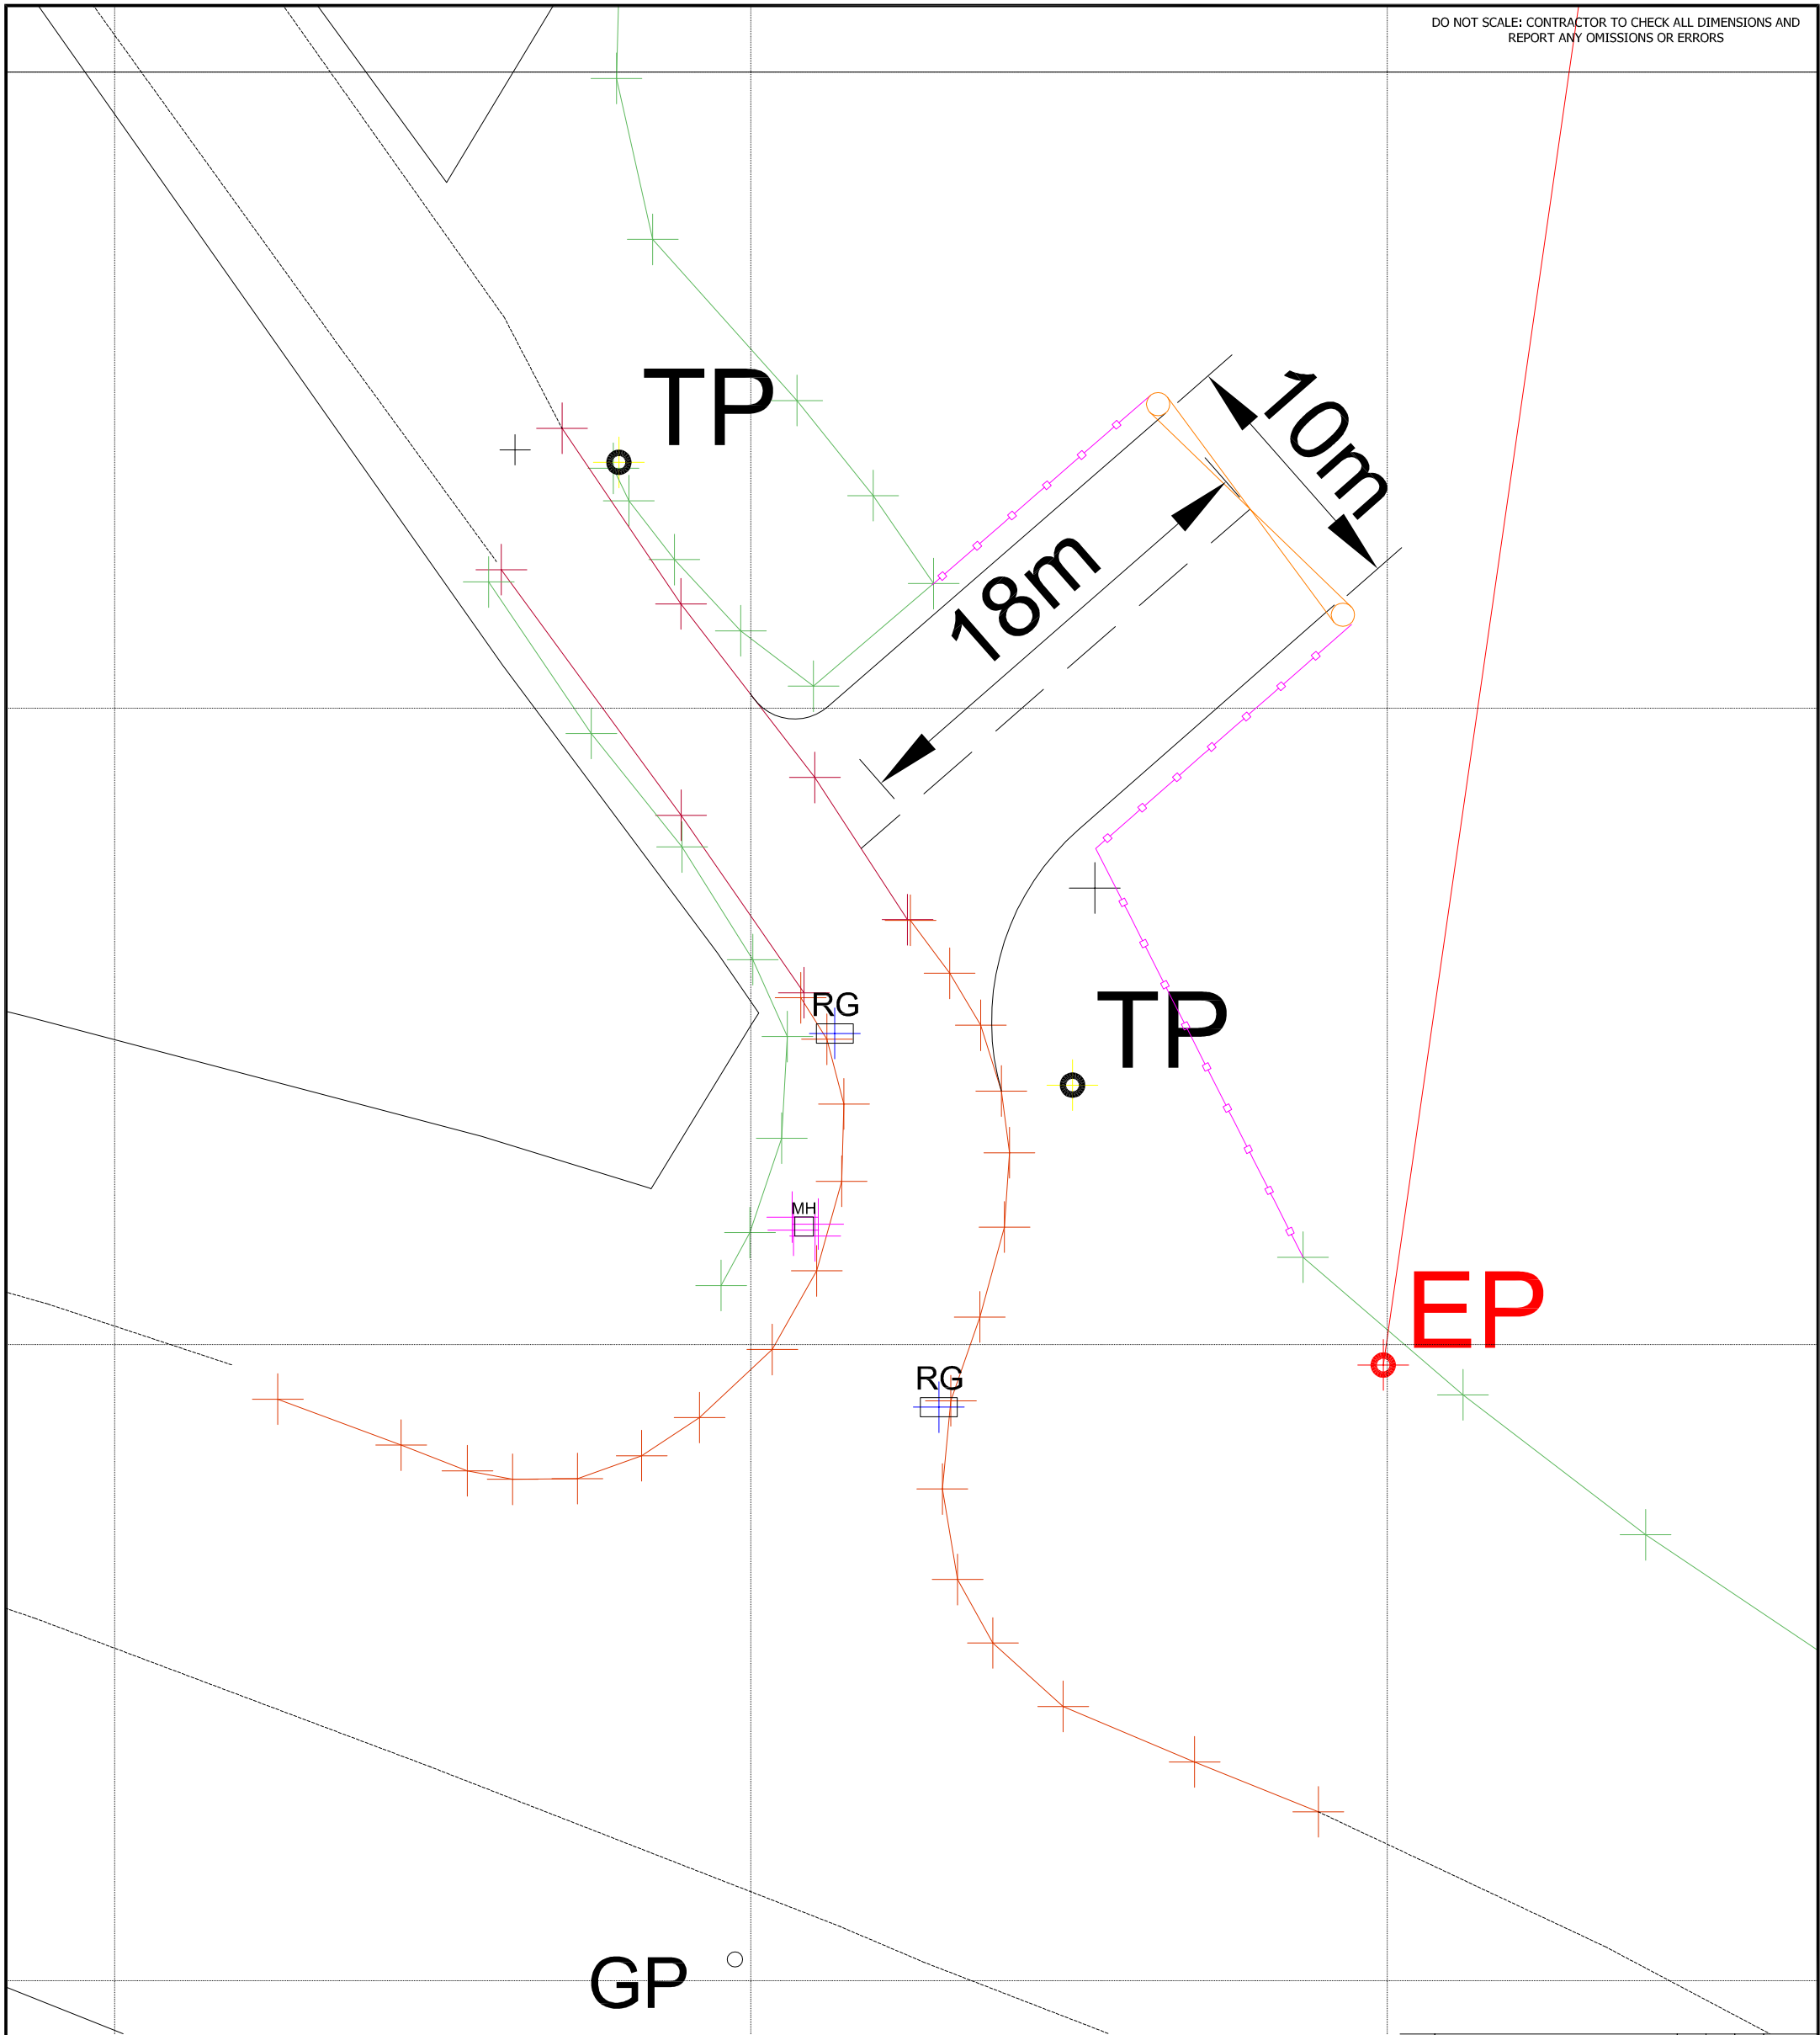 DO NOT SCALE: CONTRACTOR TO CHECK ALL DIMENSIONS AND
REPORT ANY OMISSIONS OR ERRORS
TP
10m
18m
RG
TP
MH
EP
RG
GP